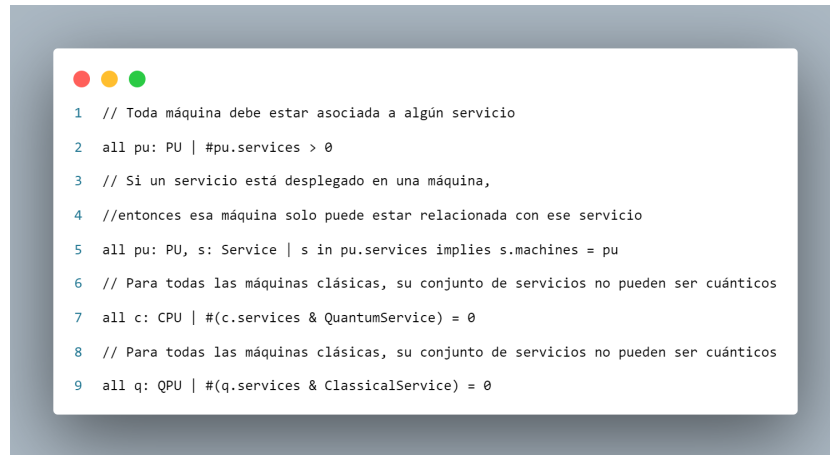 1 // Toda máquina debe estar asociada a algún servicio
2 all pu: PU | #pu.services > 0
3 // Si un servicio está desplegado en una máquina,
4 //entonces esa máquina solo puede estar relacionada con ese servicio
5 all pu: PU, s: Service | s in pu.services implies s.machines = pu
6 // Para todas las máquinas clásicas, su conjunto de servicios no pueden ser cuánticos
7 all c: CPU | #(c.services & QuantumService) = 0
8 // Para todas las máquinas clásicas, su conjunto de servicios no pueden ser cuánticos
9 all q: QPU | #(q.services & ClassicalService) = 0